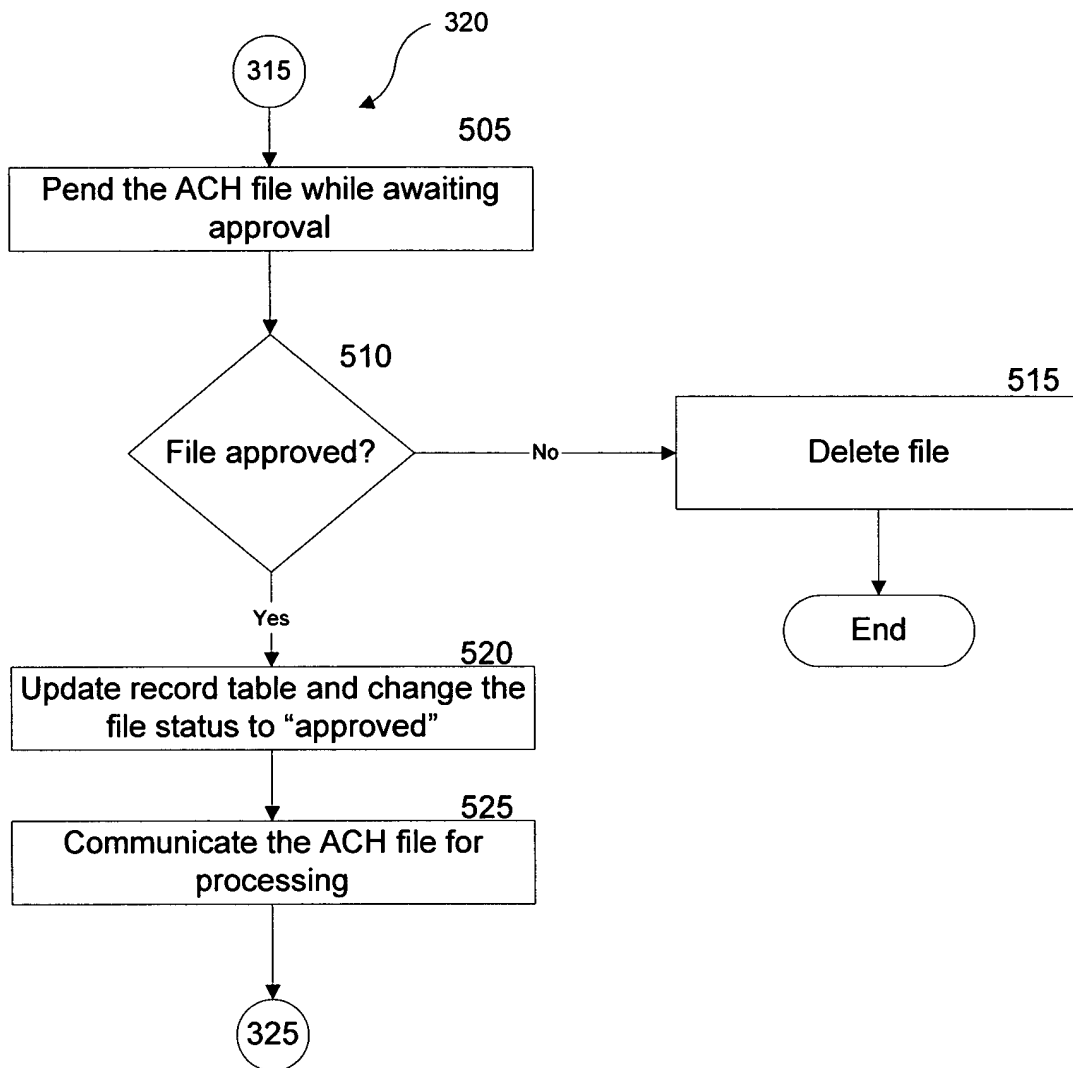 320
315
505
Pend the ACH file while awaiting
approval
510
File approved?
No
515
Delete file
End
Yes
520
Update record table and change the
file status to “approved”
525
Communicate the ACH file for
processing
325